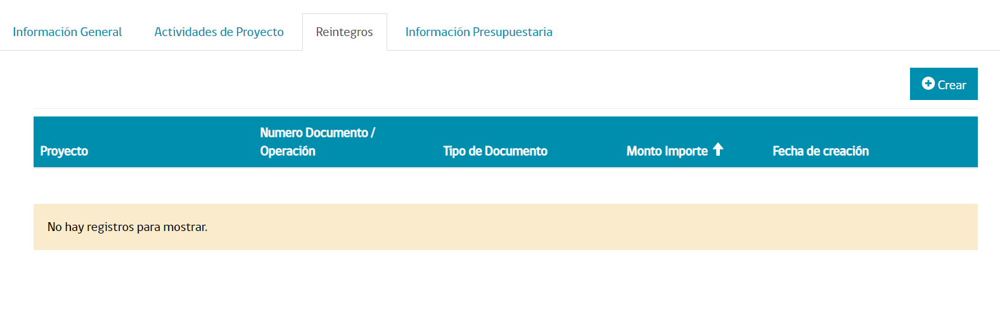 Información General Actividades de Proyecto Reintegros Información Presupuestaria
Crear
Numero Documento /
Proyecto Operación Tipo de Documento Monto Importe Fecha de creación
No hay registros para mostrar.